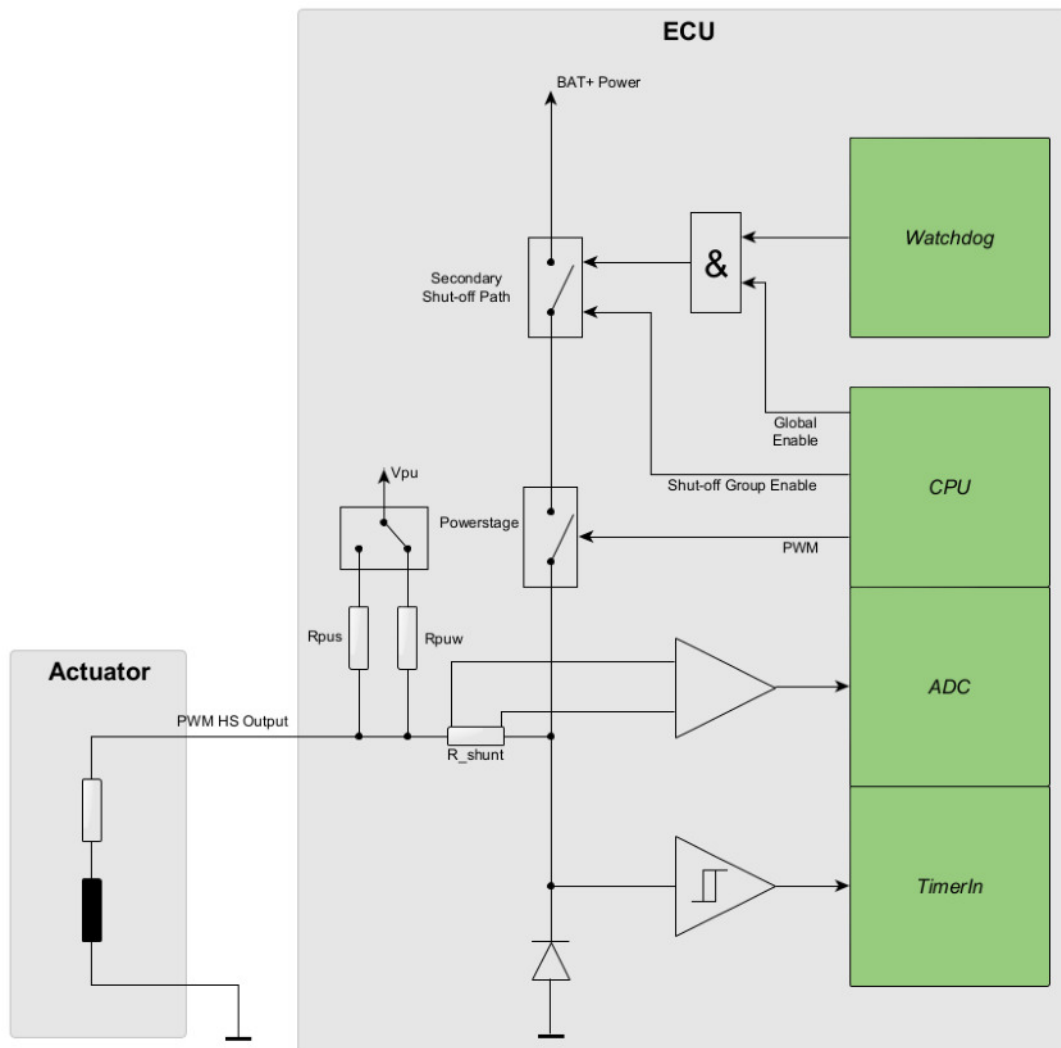 ECU
BAT+ Power
Watchdog
&
Secondary
Shut-off Path
Global
Enable
Vpu
Shut-off Group Enable
CPU
Powerstage
PWM
Rpus
Rpuw
Actuator
ADC
PWM HS Output
R_shunt
TimerIn